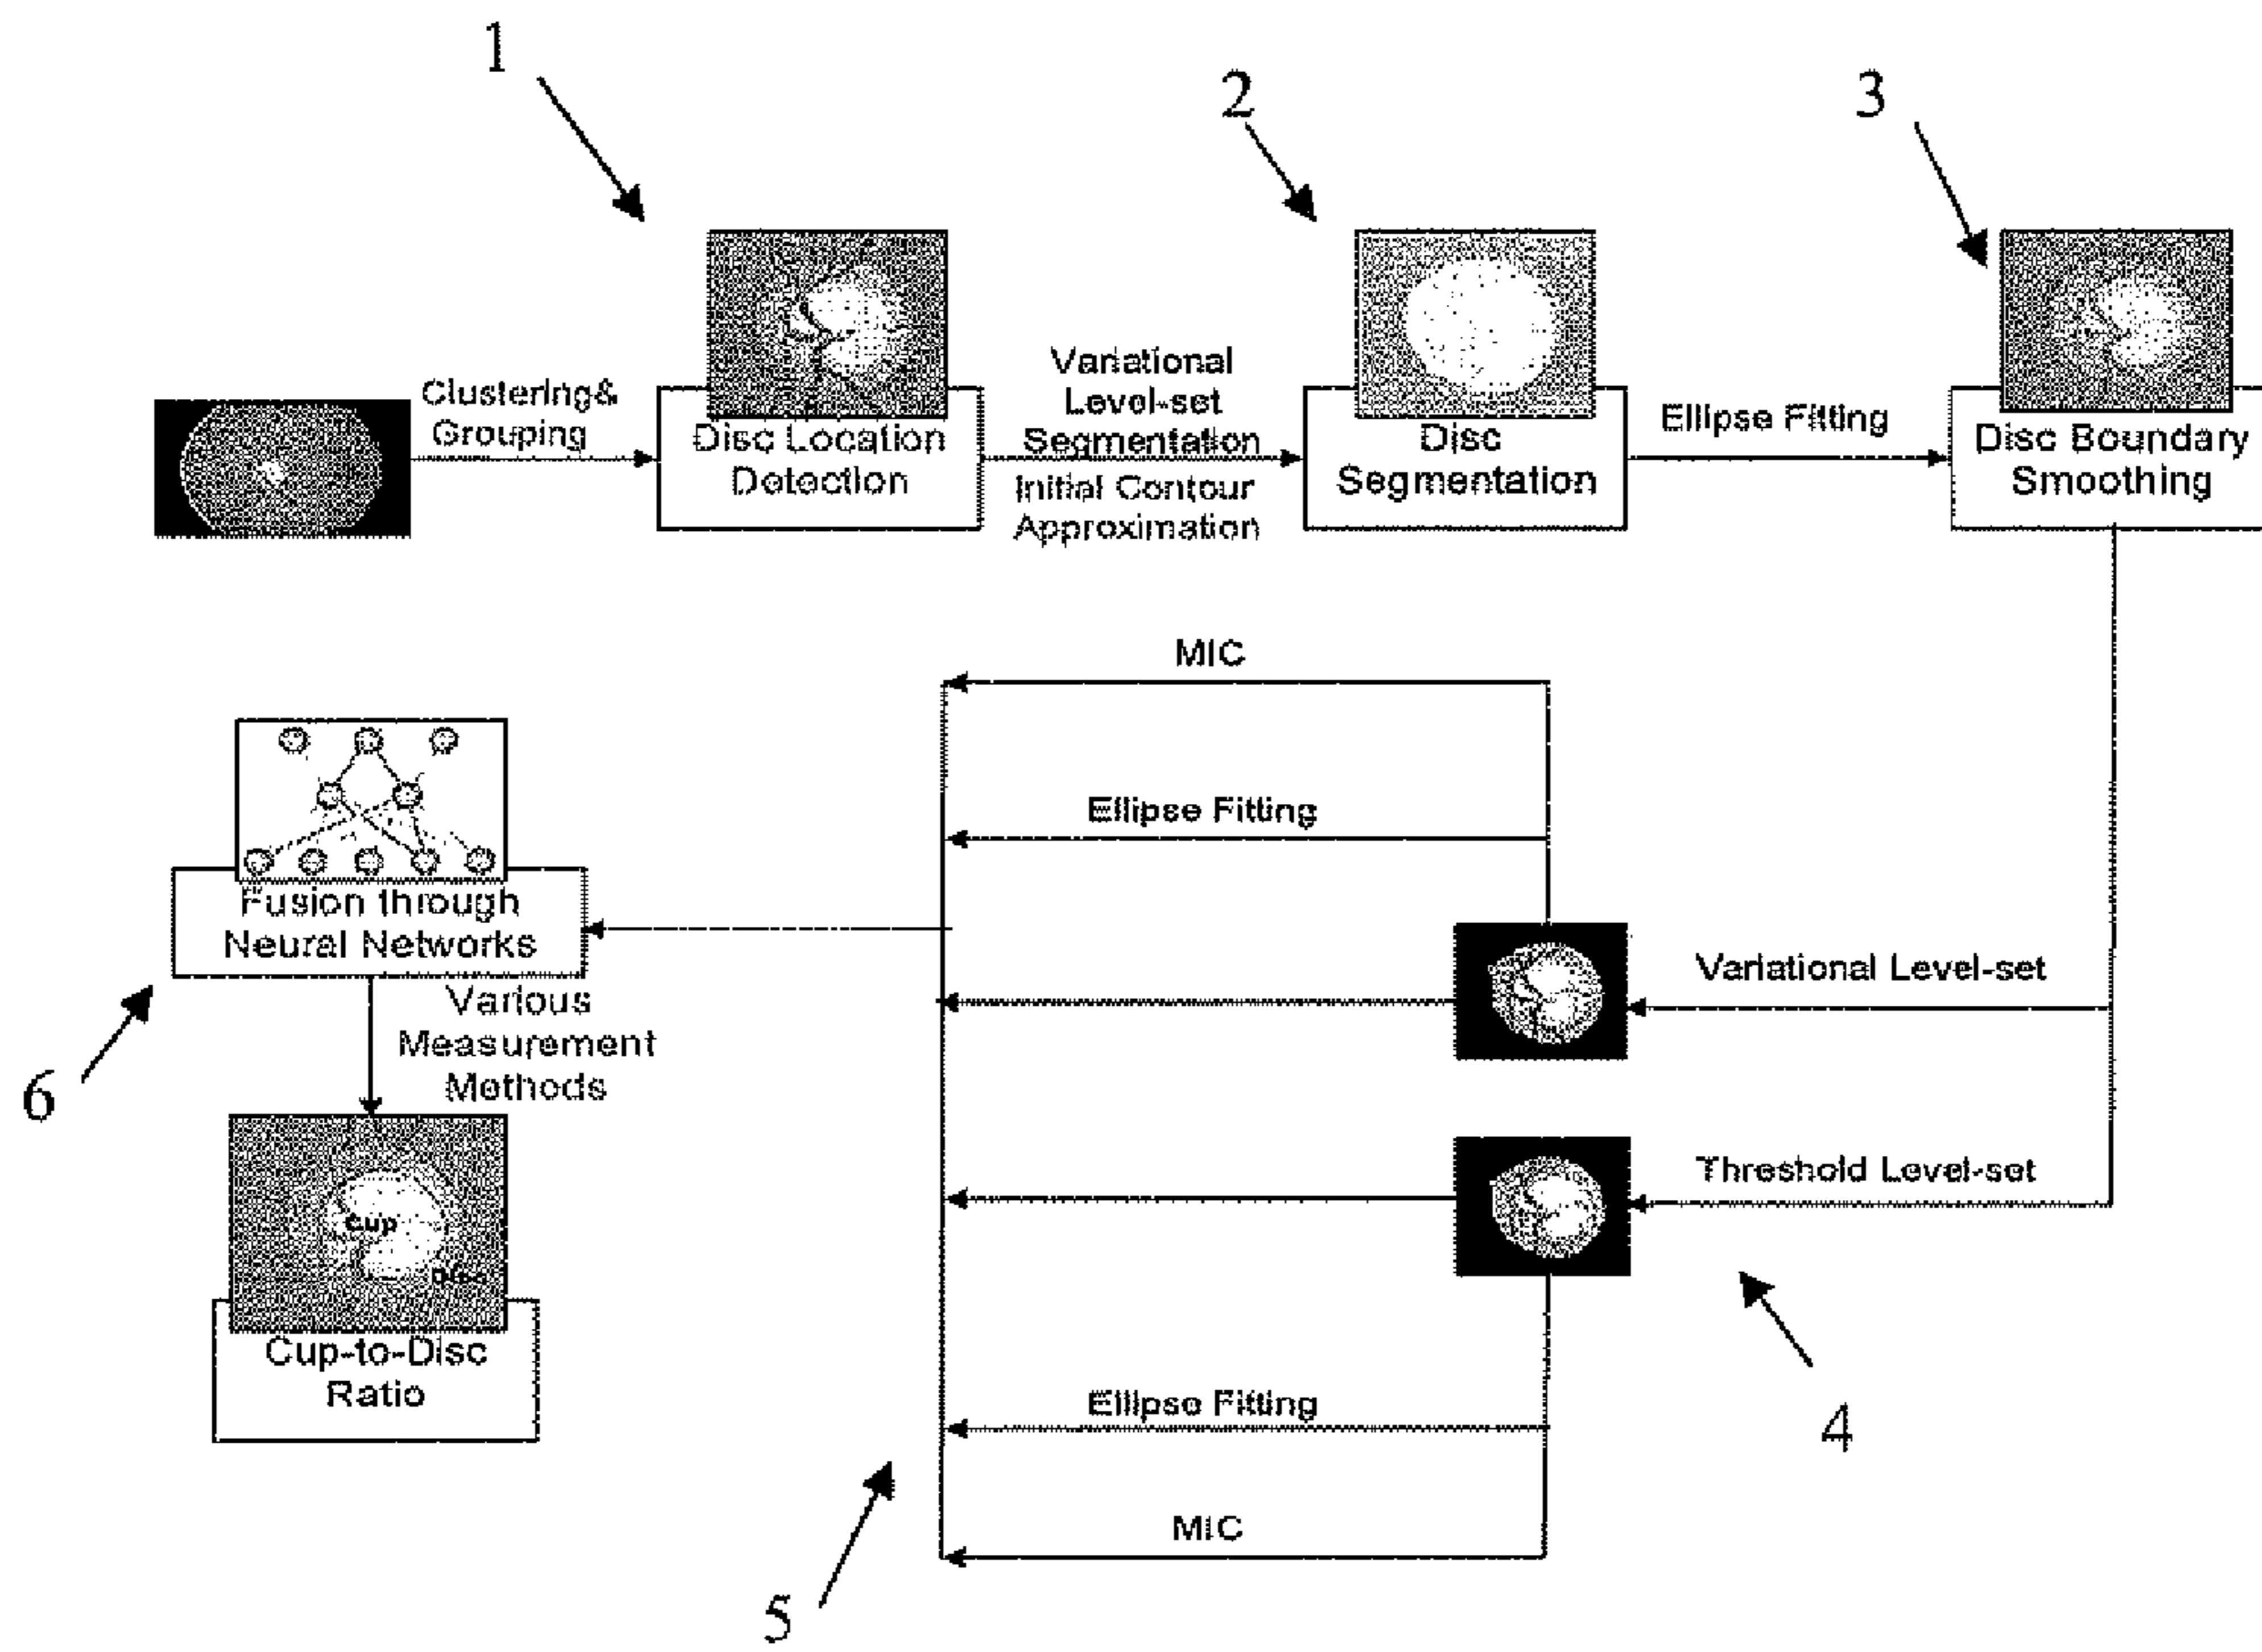 1
2
3
Clustering&
Grouping
Disc Location
Detection
Variational
Level-set
Segmentation
Initial Contour
Approximation
Disc
Segmentation
Ellipse Fitting
Disc Boundary
Smoothing
MIC
Ellipse Fitting
Variational Level-set
Threshold Level-set
Ellipse Fitting
MIC
4
5
Fusion through
Neural Networks
6
Various
Measurement
Methods
Cup
Disc
Cup-to-Disc
Ratio